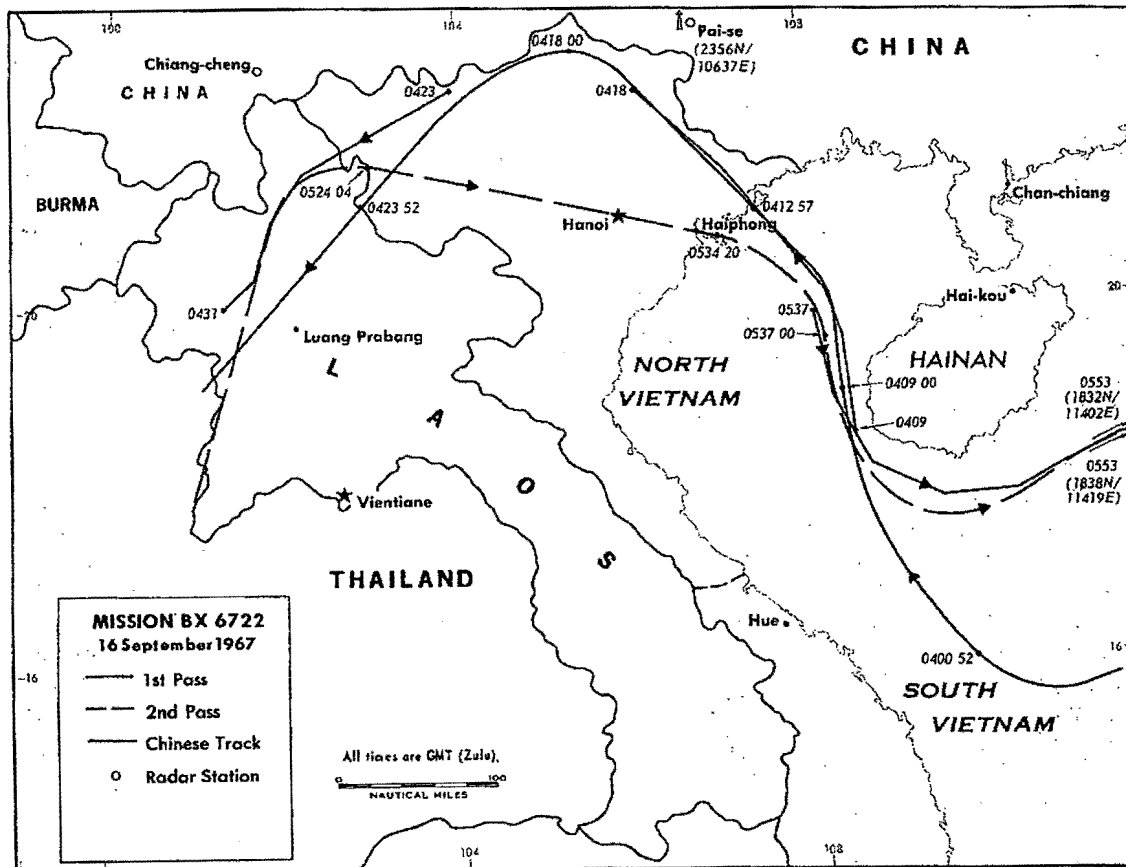 100
104
103
Pai-se
(2356N/
10637E)
CHINA
0418 00
Chiang-cheng
CHINA
0423
0418
BURMA
0524 04
0423 52
Hanoi
Haiphong
0534 20
0412 57
Chan-chiang
0431
Luang Prabang
0537
0537 00
Hai-kou
20
20
HAINAN
NORTH
VIETNAM
0409 00
0409
0553
(1832N/
11402E)
0553
(1838N/
11419E)
LAOS
Vientiane
THAILAND
Hue
0400 52
16
16
SOUTH
VIETNAM
MISSION BX 6722
16 September 1967
1st Pass
2nd Pass
Chinese Track
Radar Station
All times are GMT (Zulu).
0 100
NAUTICAL MILES
104
108